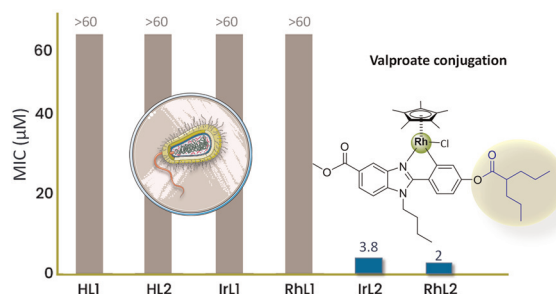 >60
>60
>60
>60
60
40
20
0
MIC (μM)
Valproate conjugation
Rh
Cl
O
O
N
N
O
O
3.8
2
HL1
HL2
IrL1
RhL1
IrL2
RhL2